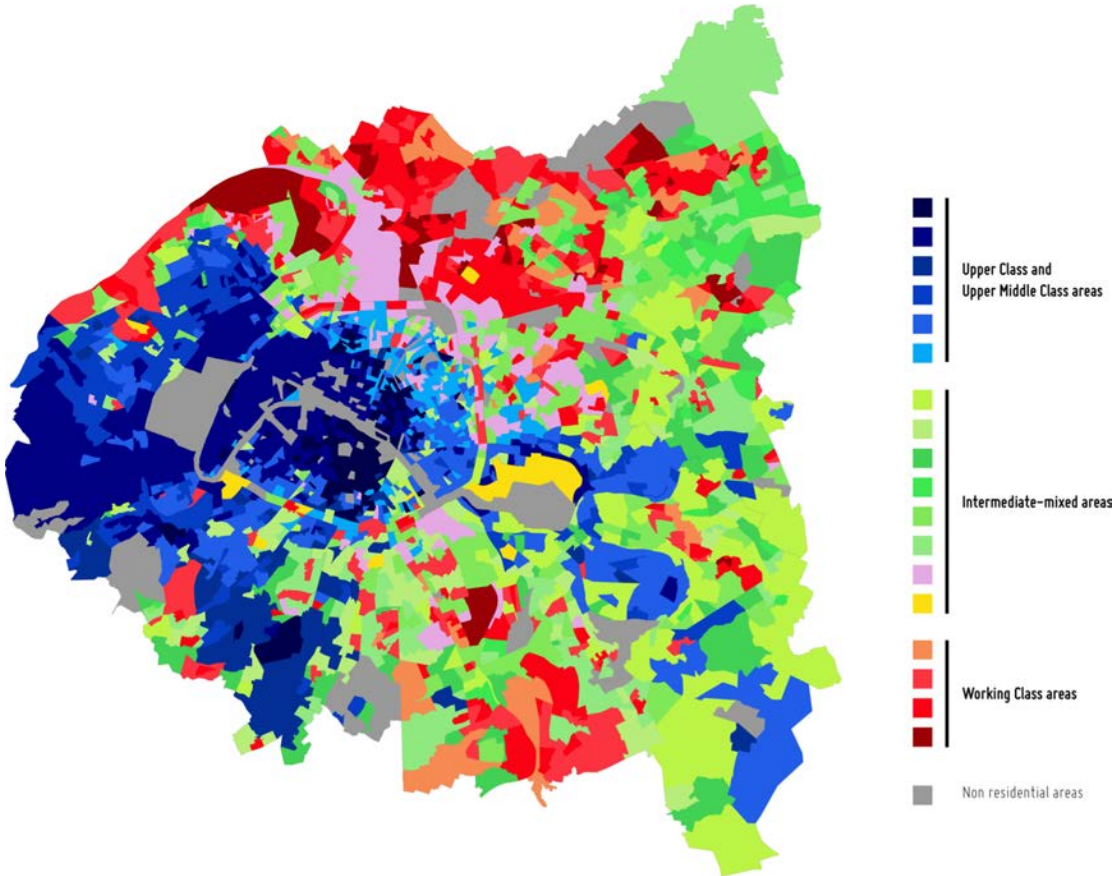 Upper Class and
Upper Middle Class areas
Intermediate-mixed areas
Working Class areas
Non residential areas